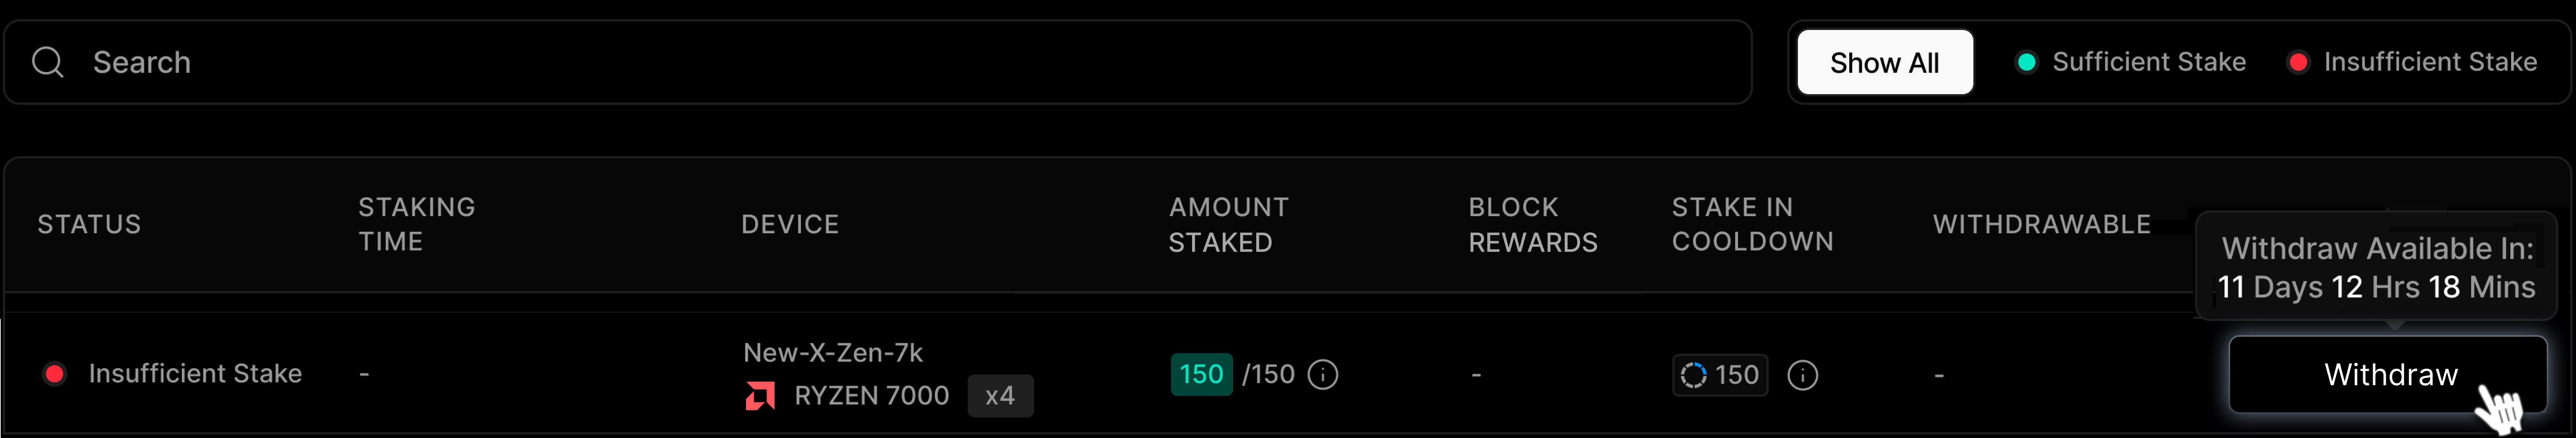 Search
Show All
Sufficient Stake
Insufficient Stake
STATUS
STAKING
TIME
DEVICE
AMOUNT
STAKED
BLOCK
REWARDS
STAKE IN
COOLDOWN
WITHDRAWABLE
Withdraw Available In:
11 Days 12 Hrs 18 Mins
Insufficient Stake
-
New-X-Zen-7k
RYZEN 7000 x4
150 /150
-
150
-
Withdraw